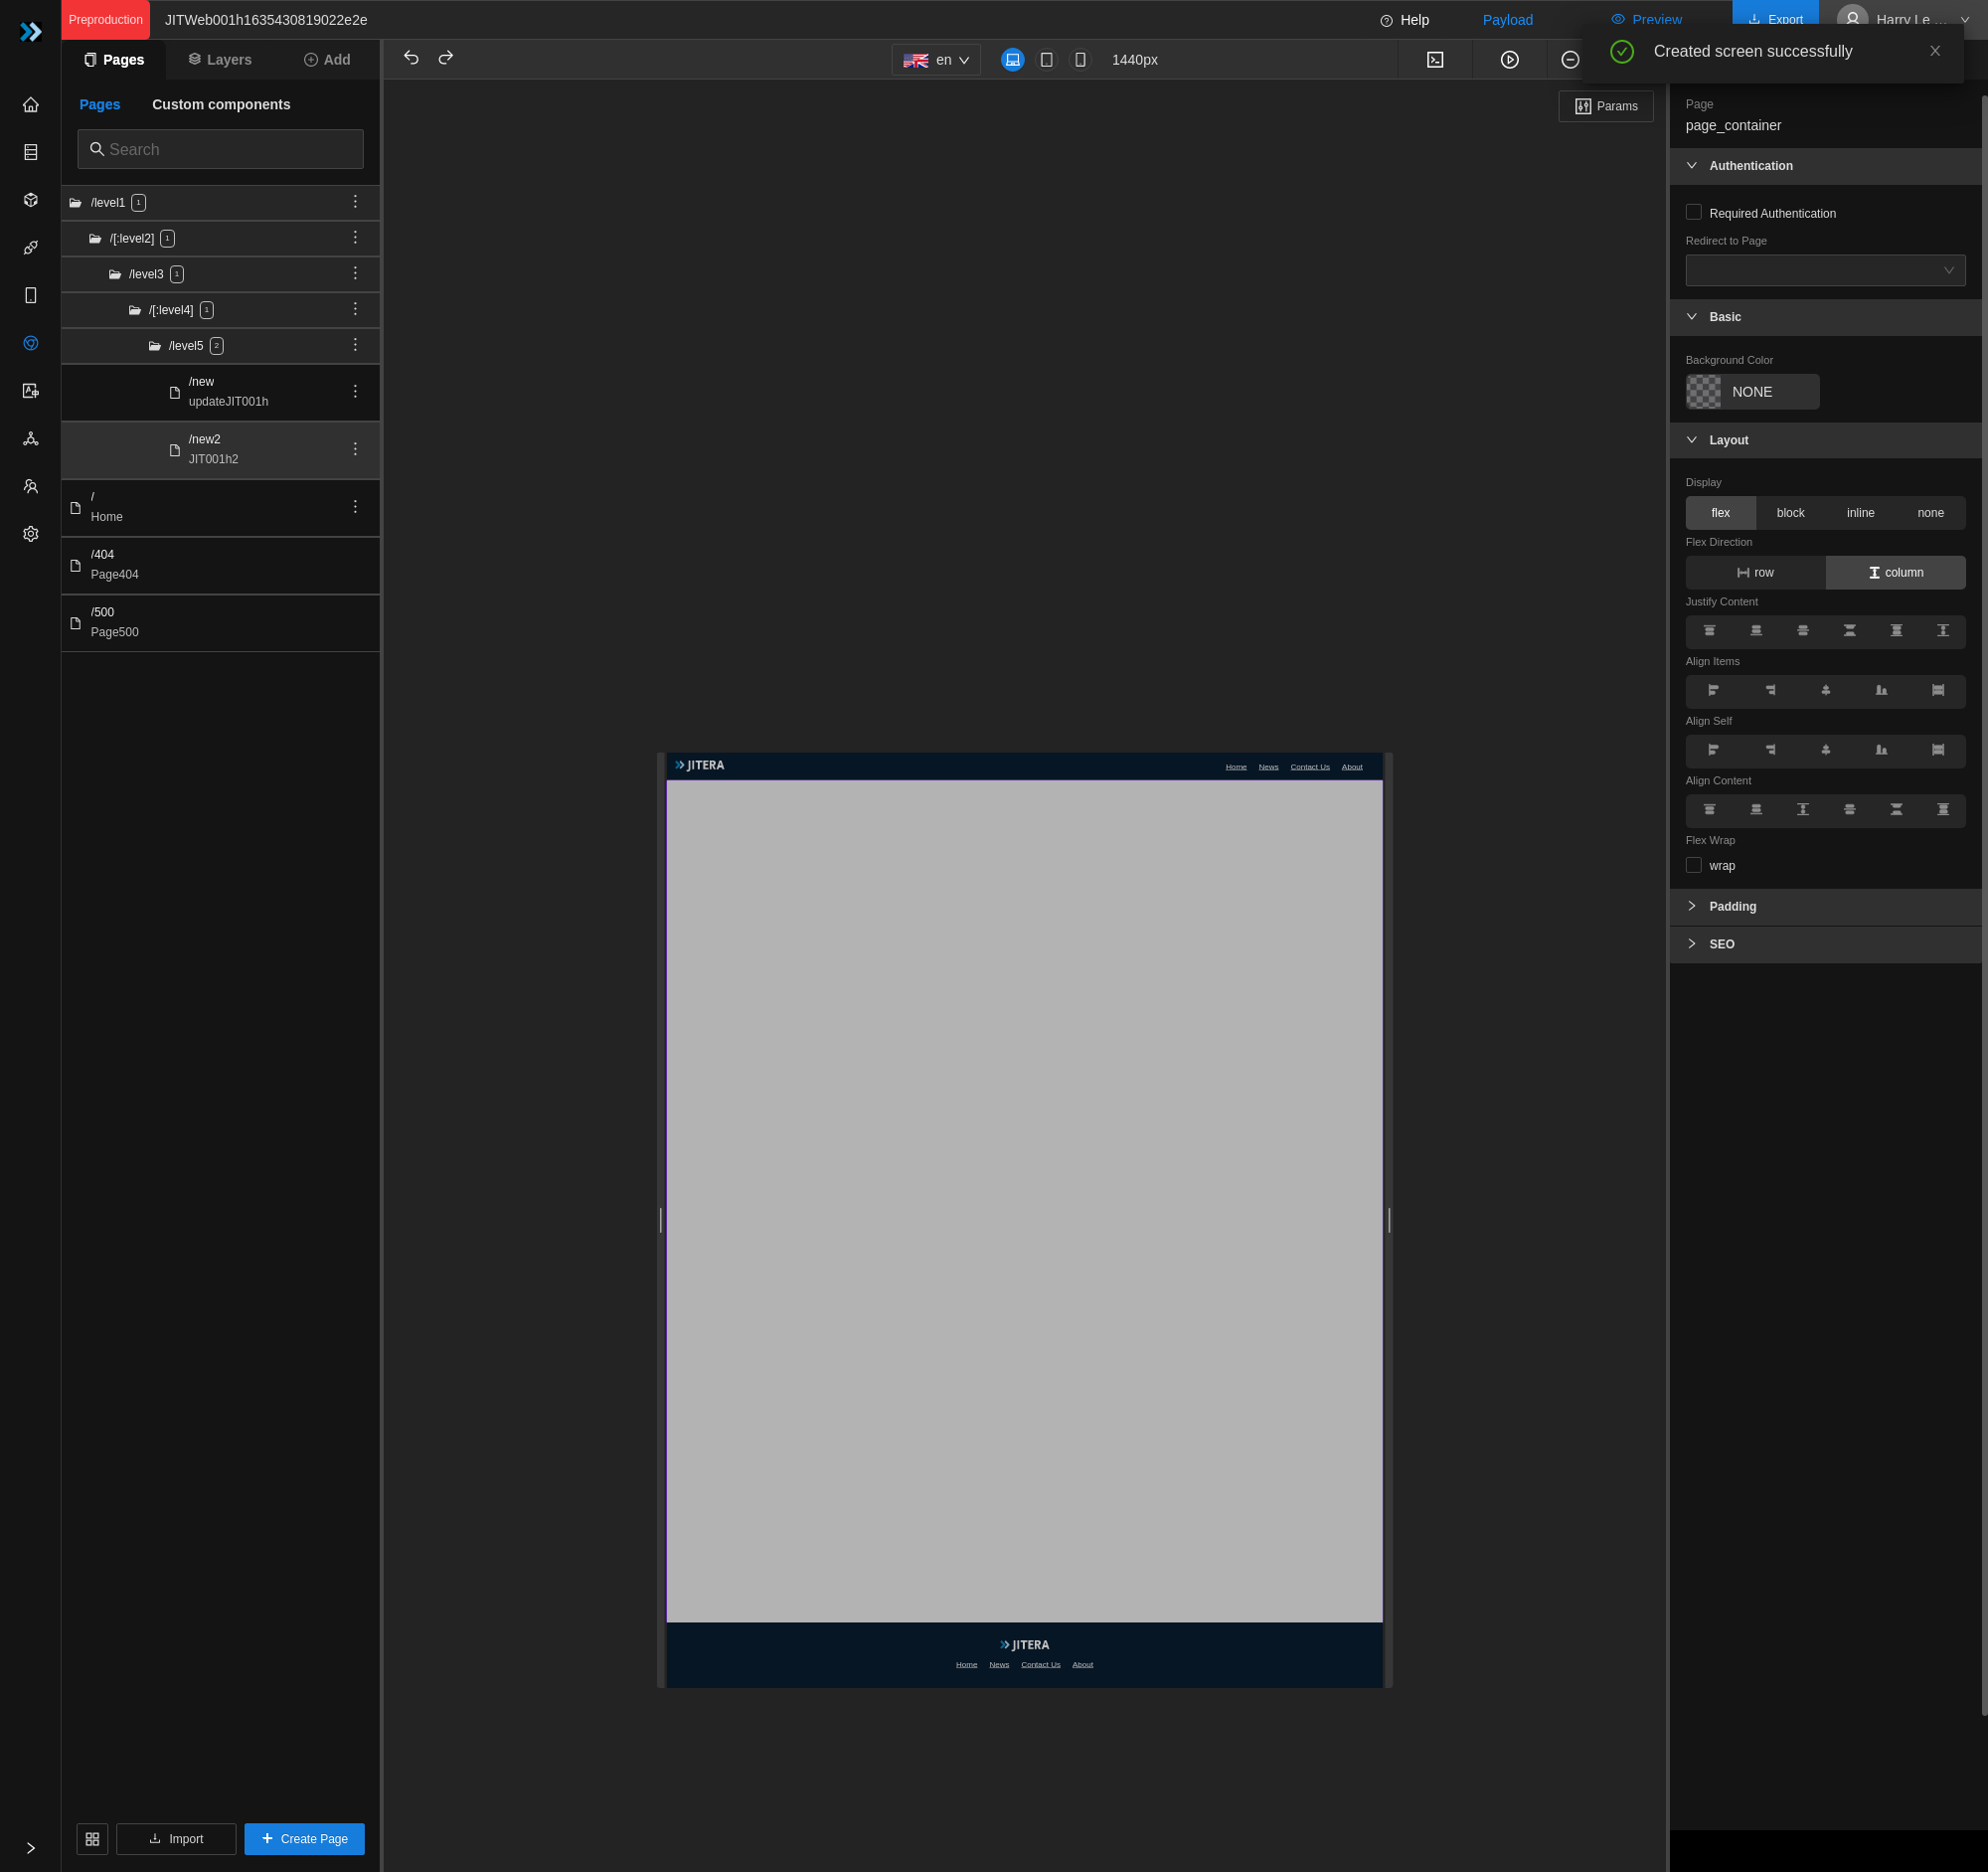 Preproduction
JITWeb001h1635430819022e2e
Help
Payload
Preview
Export
Harry Le ...
Created screen successfully
Pages
Layers
Add
en
1440px
Pages
Custom components
Params
Search
/level1 1
/[:level2] 1
/level3 1
/[:level4] 1
/level5 2
/new
updateJIT001h
/new2
JIT001h2
/
Home
/404
Page404
/500
Page500
Import
Create Page
JITERA
Home News Contact Us About
JITERA
Home News Contact Us About
Page
page_container
Authentication
Required Authentication
Redirect to Page
Basic
Background Color
NONE
Layout
Display
flex block inline none
Flex Direction
row column
Justify Content
Align Items
Align Self
Align Content
Flex Wrap
wrap
Padding
SEO